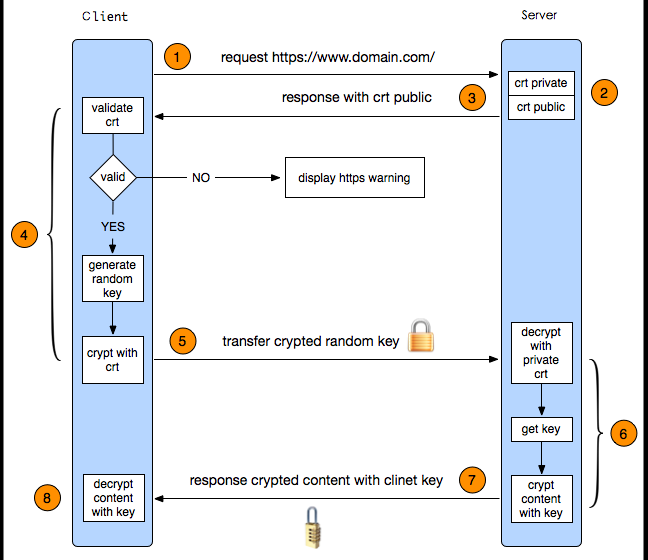 Client
Server
1
request https://www.domain.com/
crt private
crt public
2
response with crt public
3
validate
crt
valid
NO
display https warning
YES
4
generate
random
key
crypt with
crt
5
transfer crypted random key
decrypt
with
private
crt
get key
6
crypt
content
with key
response crypted content with clinet key
7
8
decrypt
content
with key